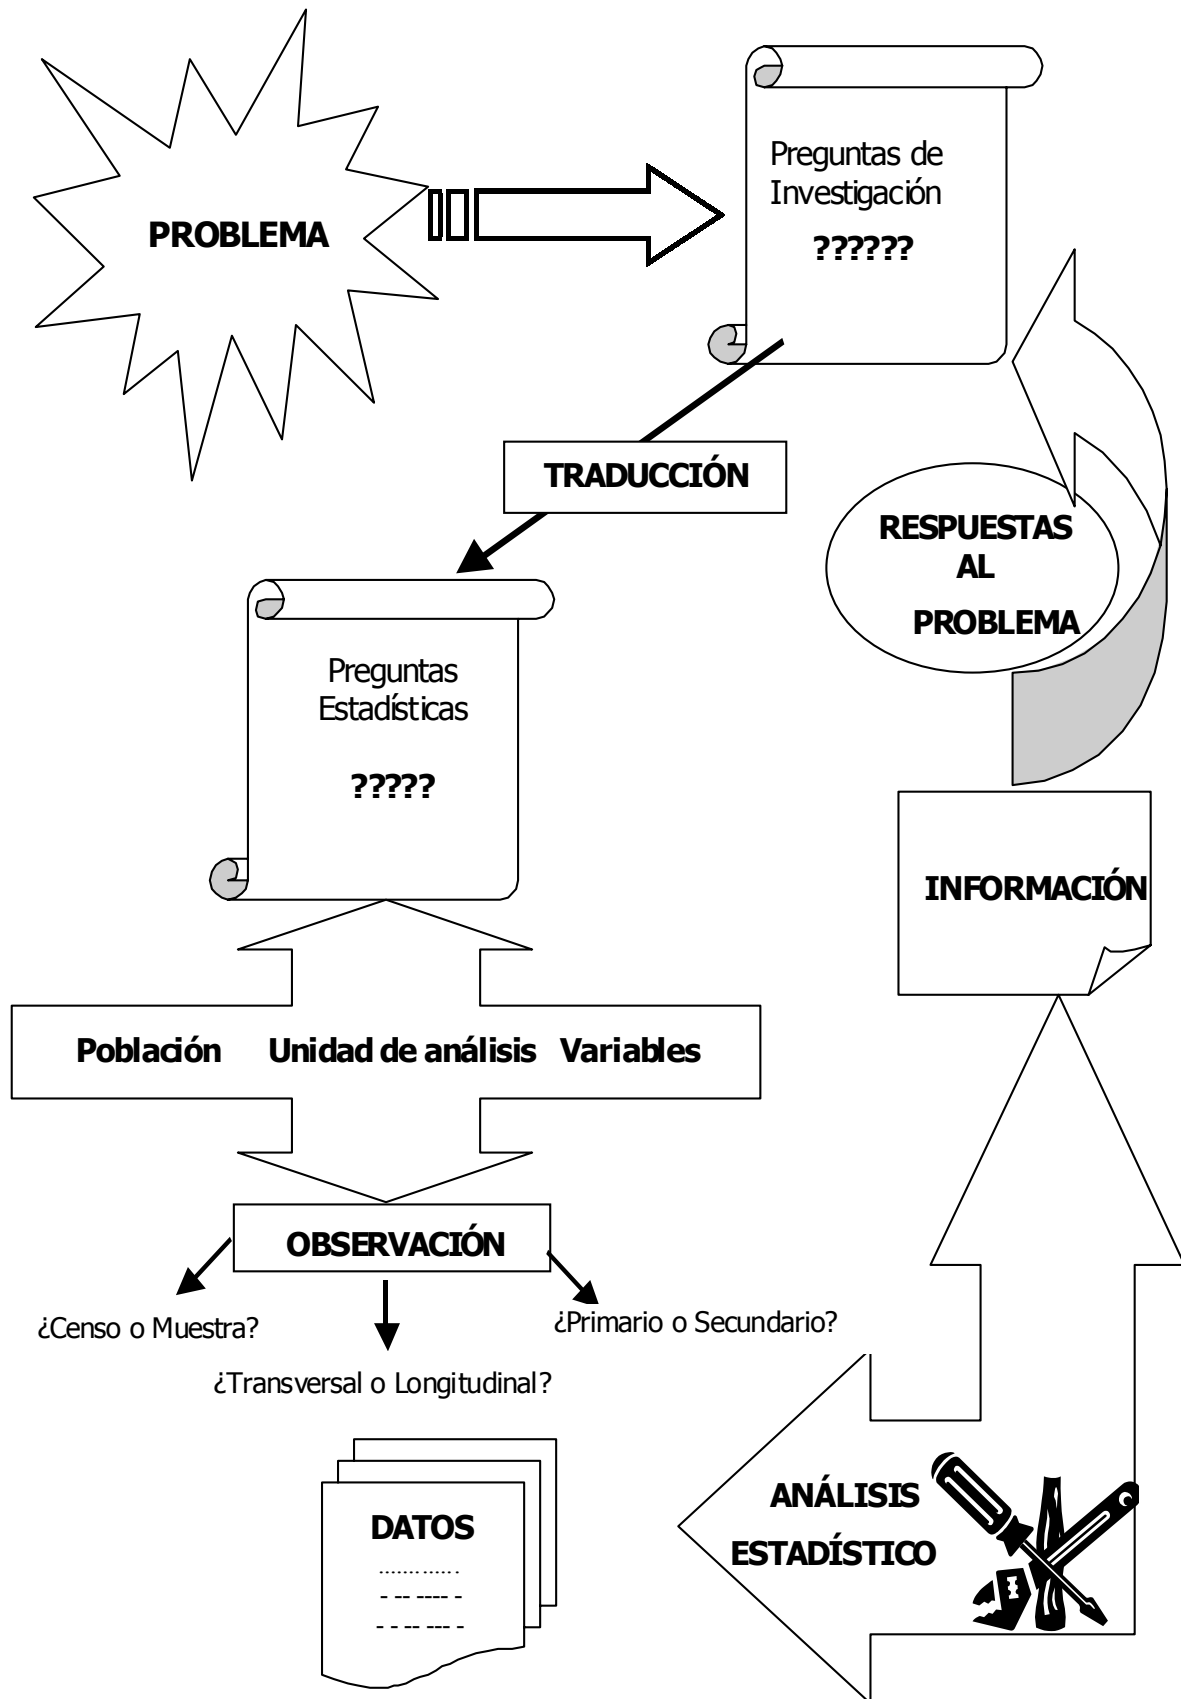 PROBLEMA
Preguntas de
Investigación
??????
TRADUCCIÓN
RESPUESTAS
AL
PROBLEMA
Preguntas
Estadísticas
?????
INFORMACIÓN
Población Unidad de análisis Variables
OBSERVACIÓN
¿Censo o Muestra?
¿Primario o Secundario?
¿Transversal o Longitudinal?
DATOS
ANÁLISIS
ESTADÍSTICO